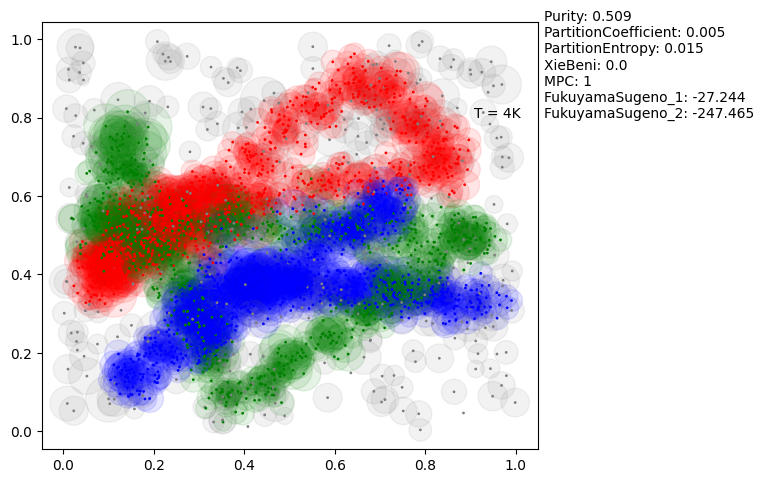 Purity: 0.509
PartitionCoefficient: 0.005
PartitionEntropy: 0.015
XieBeni: 0.0
MPC: 1
FukuyamaSugeno_1: -27.244
FukuyamaSugeno_2: -247.465
T = 4K
1.0
0.8
0.6
0.4
0.2
0.0
0.0 0.2 0.4 0.6 0.8 1.0